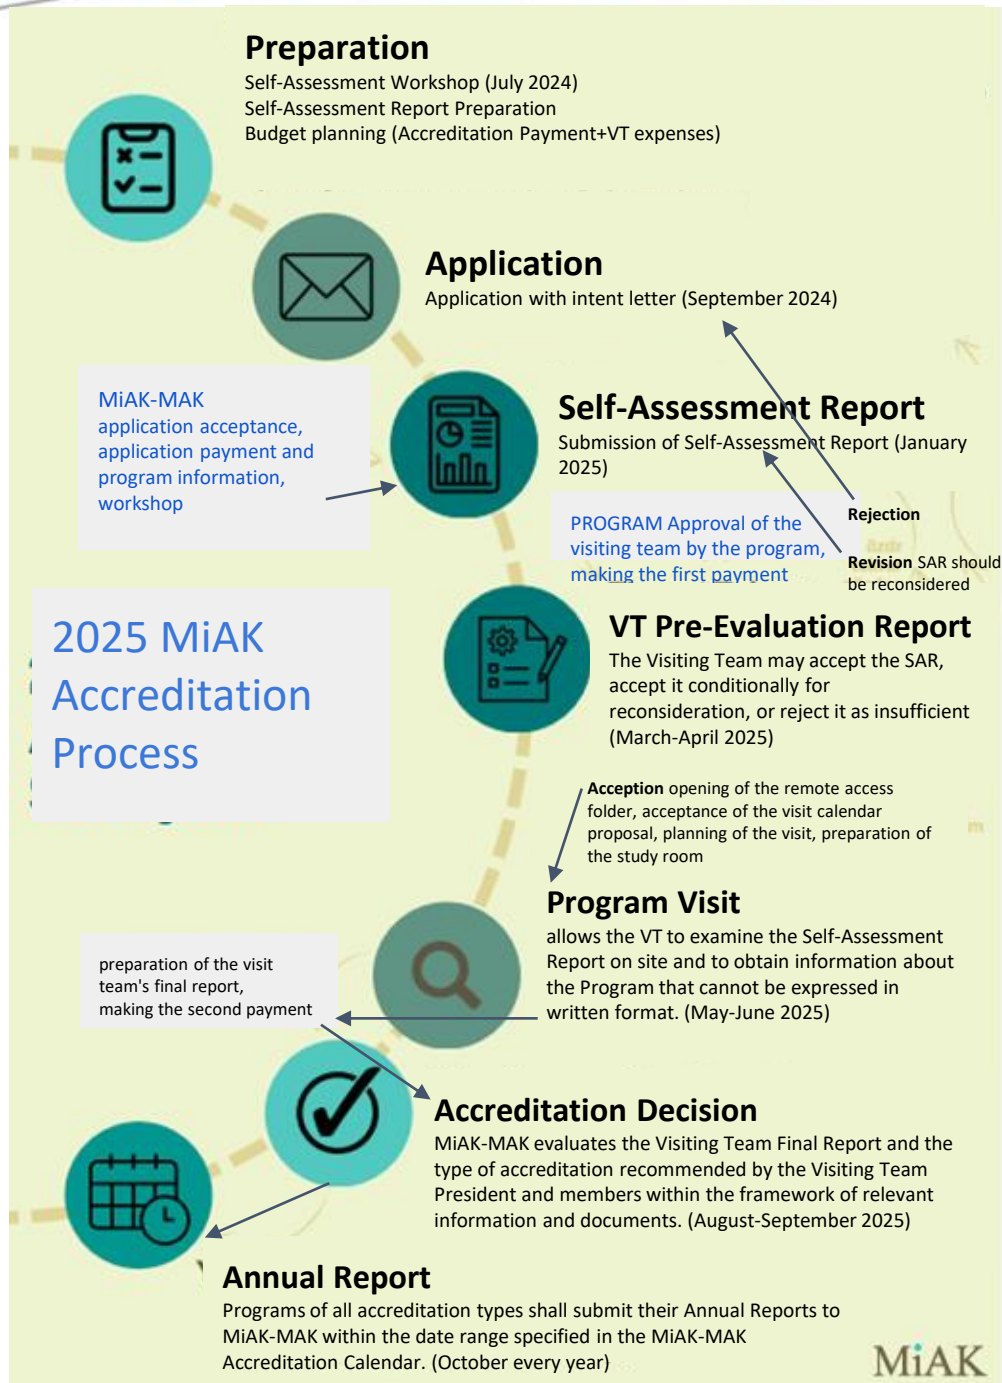 Preparation
Self-Assessment Workshop (July 2024)
Self-Assessment Report Preparation
Budget planning (Accreditation Payment+VT expenses)
Application
Application with intent letter (September 2024)
MiAK-MAK
application acceptance,
application payment and
program information,
workshop
Self-Assessment Report
Submission of Self-Assessment Report (January
2025)
PROGRAM Approval of the
visiting team by the program,
making the first payment
Rejection
Revision SAR should
be reconsidered
2025 MiAK
Accreditation
Process
VT Pre-Evaluation Report
The Visiting Team may accept the SAR,
accept it conditionally for
reconsideration, or reject it as insufficient
(March-April 2025)
Acception opening of the remote access
folder, acceptance of the visit calendar
proposal, planning of the visit, preparation of
the study room
Program Visit
allows the VT to examine the Self-Assessment
Report on site and to obtain information about
the Program that cannot be expressed in
written format. (May-June 2025)
preparation of the visit
team's final report,
making the second payment
Accreditation Decision
MiAK-MAK evaluates the Visiting Team Final Report and the
type of accreditation recommended by the Visiting Team
President and members within the framework of relevant
information and documents. (August-September 2025)
Annual Report
Programs of all accreditation types shall submit their Annual Reports to
MiAK-MAK within the date range specified in the MiAK-MAK
Accreditation Calendar. (October every year)
MiAK